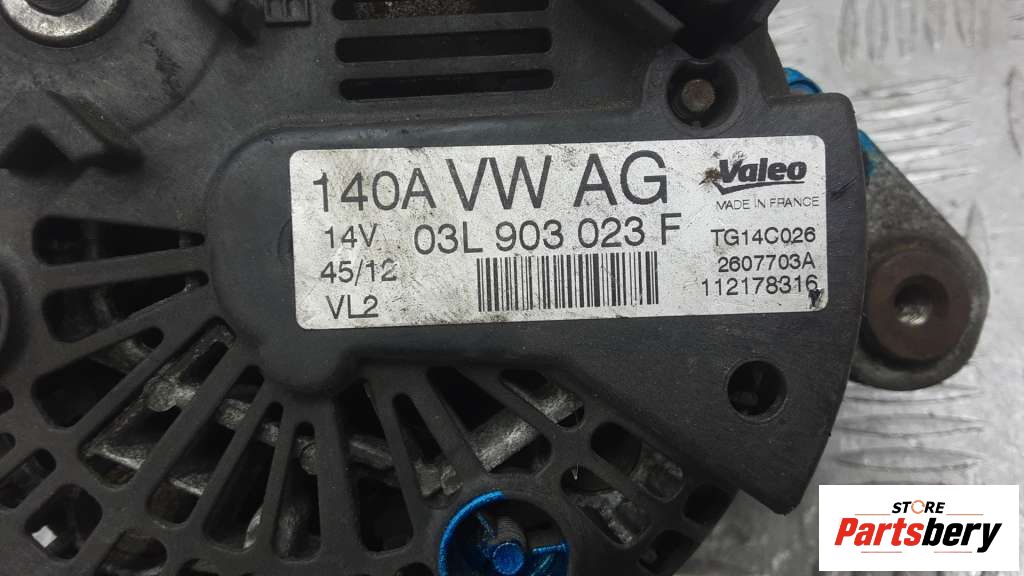 140A VW AG
Valeo
MADE IN FRANCE
14V 03L 903 023 F TG14C026
45/12 2607703A
VL2 112178316
STORE
Partsbery